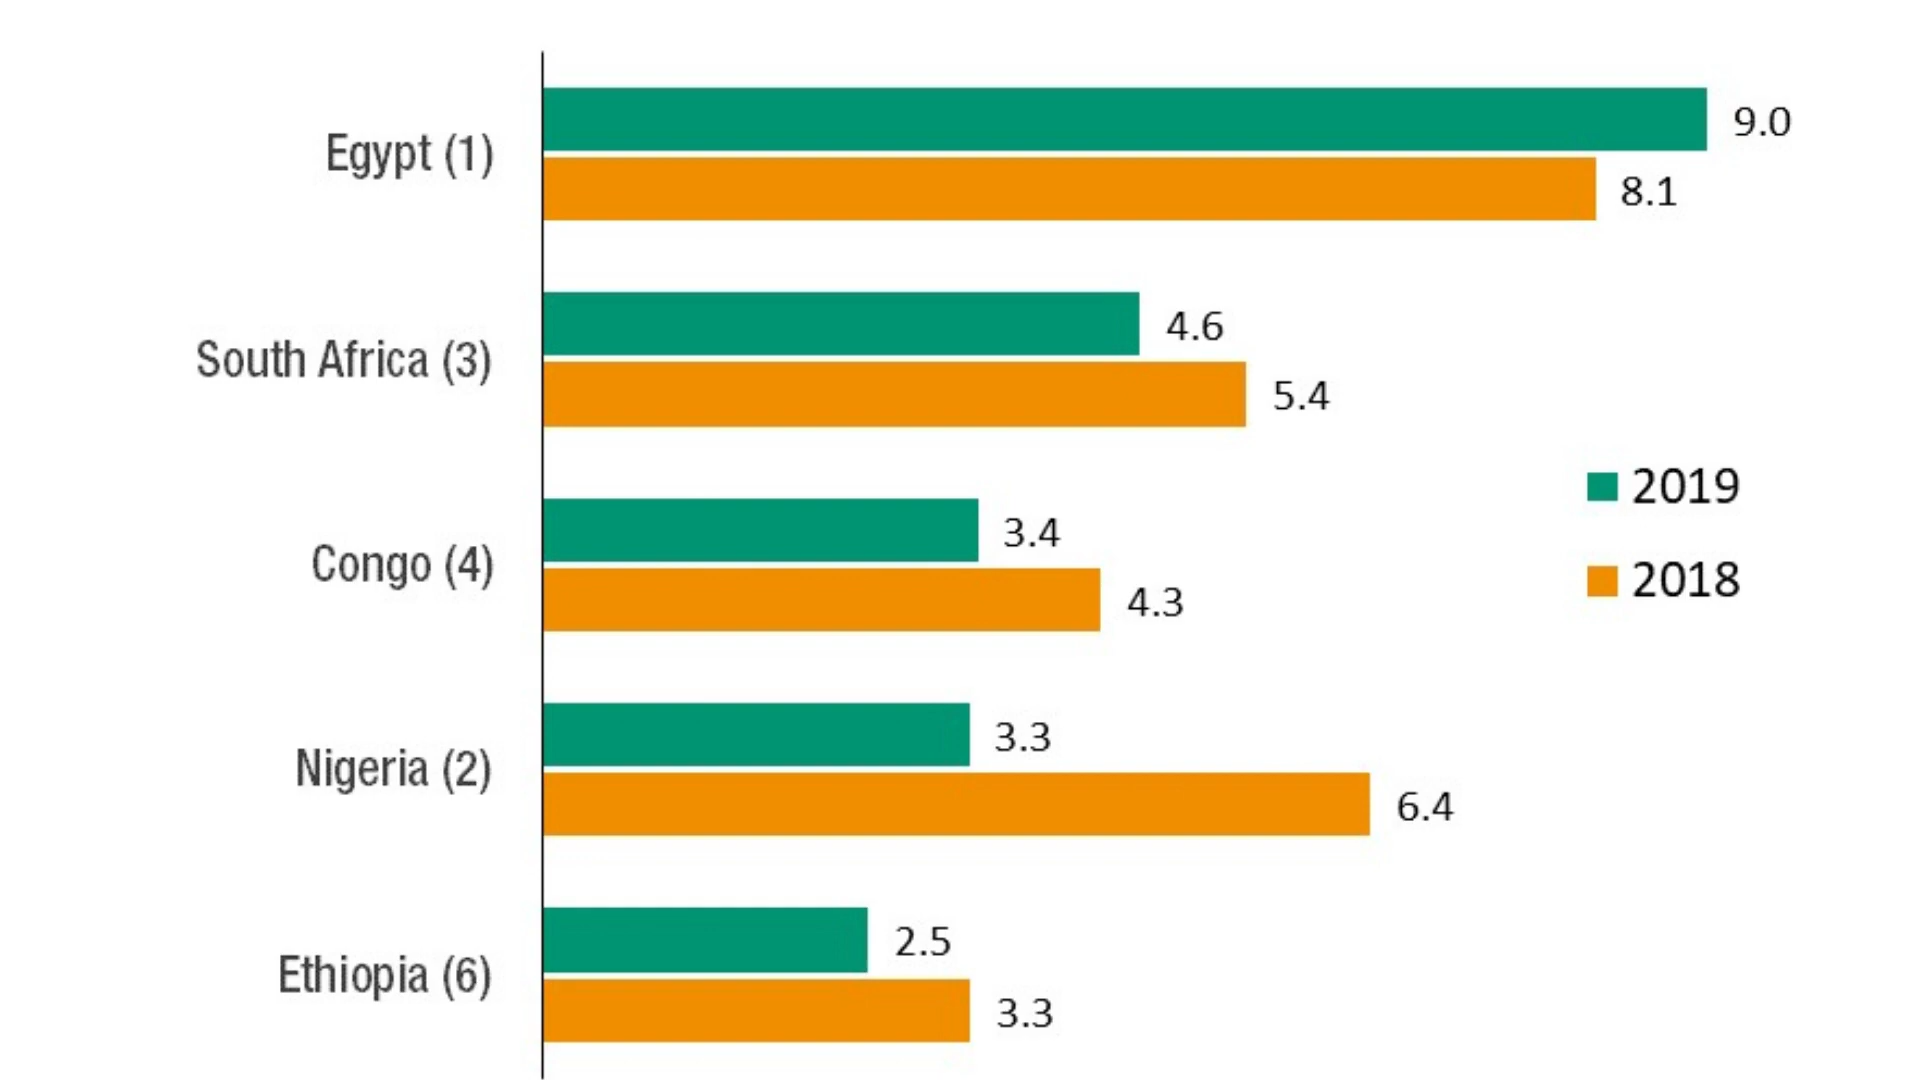 Egypt (1)
9.0
8.1
South Africa (3)
4.6
5.4
Congo (4)
3.4
4.3
2019
2018
Nigeria (2)
3.3
6.4
Ethiopia (6)
2.5
3.3